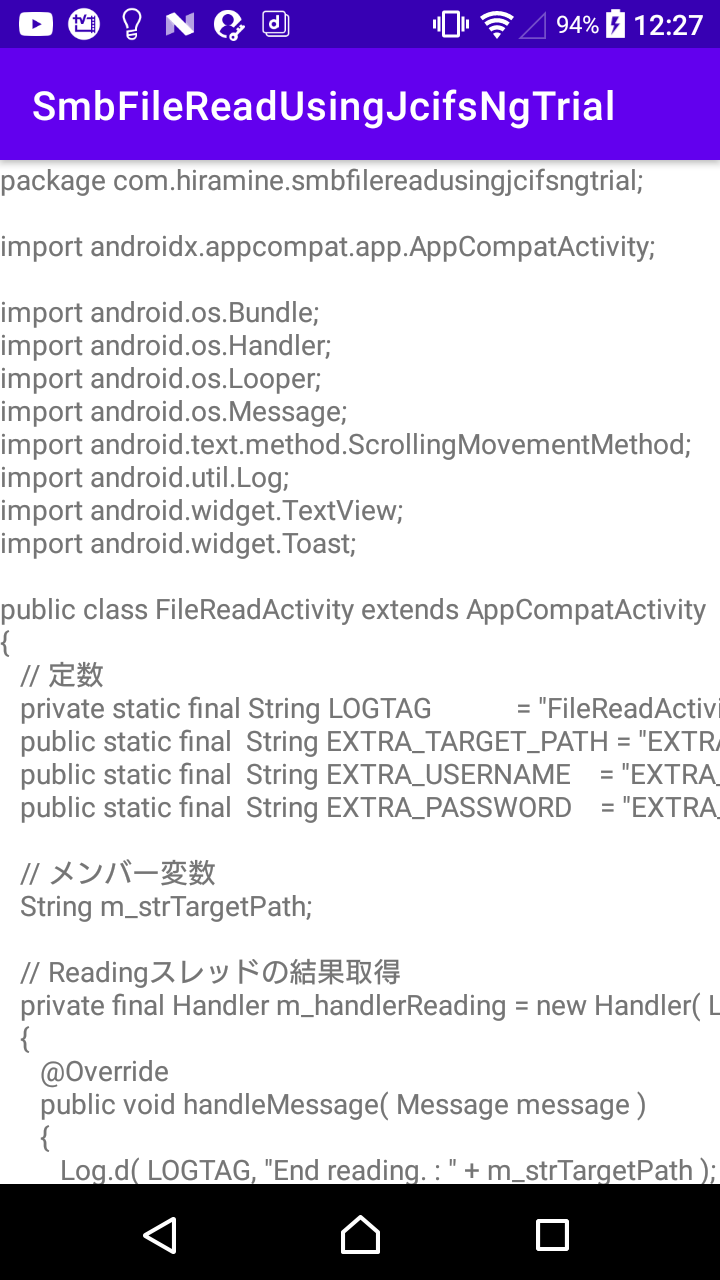 94% 12:27
SmbFileReadUsingJcifsNgTrial
package com.hiramine.smbfilereadusingjcifsngtrial;
import androidx.appcompat.app.AppCompatActivity;
import android.os.Bundle;
import android.os.Handler;
import android.os.Looper;
import android.os.Message;
import android.text.method.ScrollingMovementMethod;
import android.util.Log;
import android.widget.TextView;
import android.widget.Toast;
public class FileReadActivity extends AppCompatActivity
{
// 定数
private static final String LOGTAG = "FileReadActivi
public static final String EXTRA_TARGET_PATH = "EXTRA
public static final String EXTRA_USERNAME = "EXTRA_
public static final String EXTRA_PASSWORD = "EXTRA_
// メンバー変数
String m_strTargetPath;
// Readingスレッドの結果取得
private final Handler m_handlerReading = new Handler( L
{
@Override
public void handleMessage( Message message )
{
Log.d( LOGTAG, "End reading. : " + m_strTargetPath );